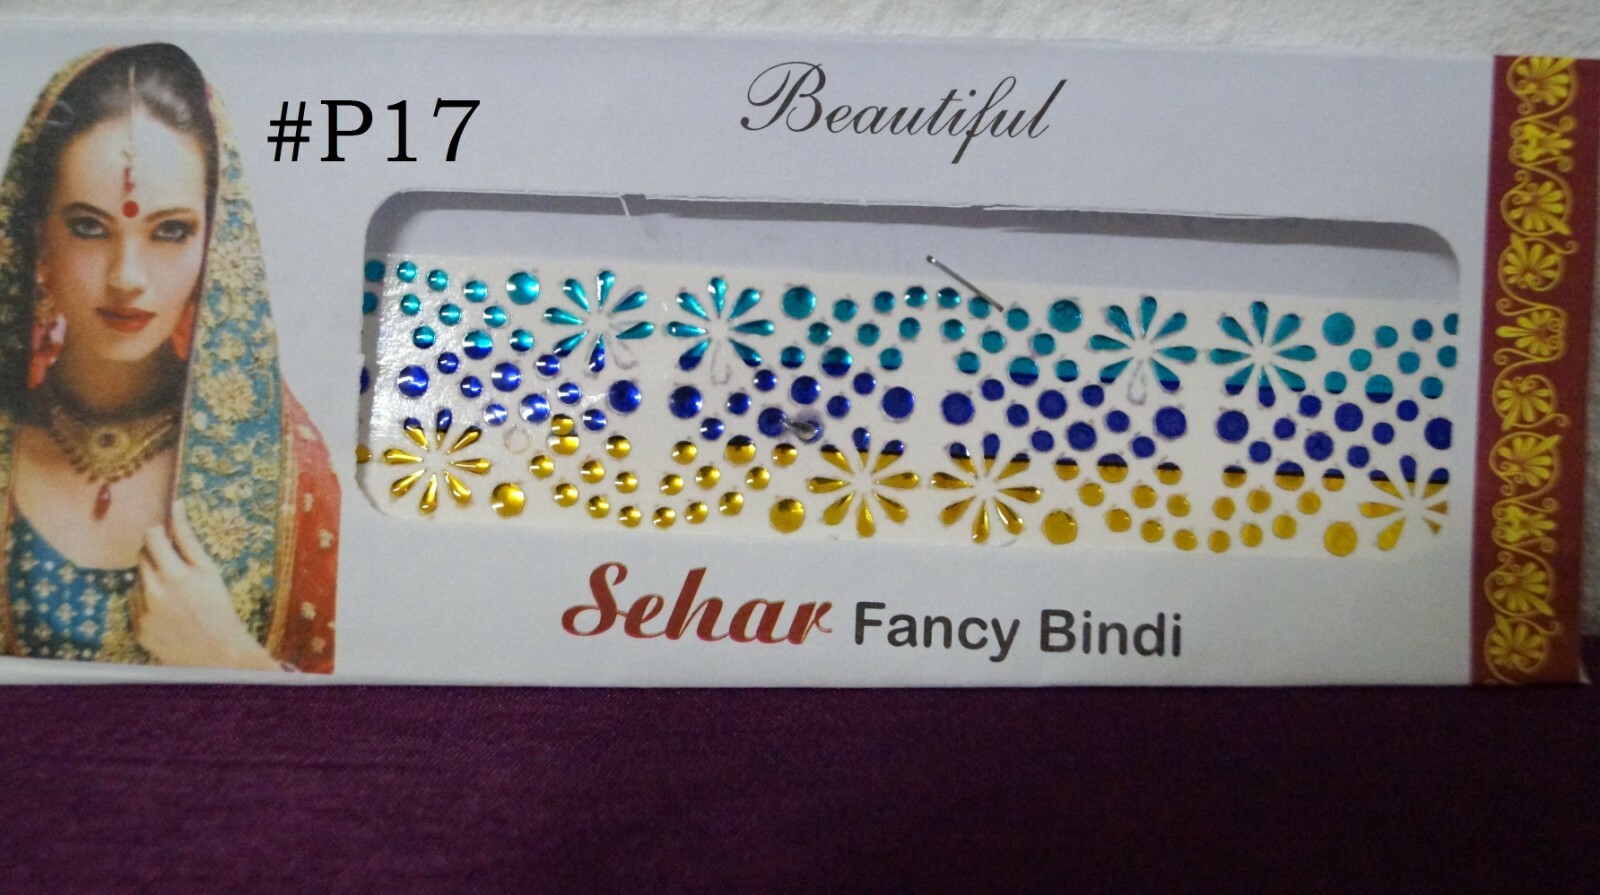 #P17
Beautiful
Sehar Fancy Bindi